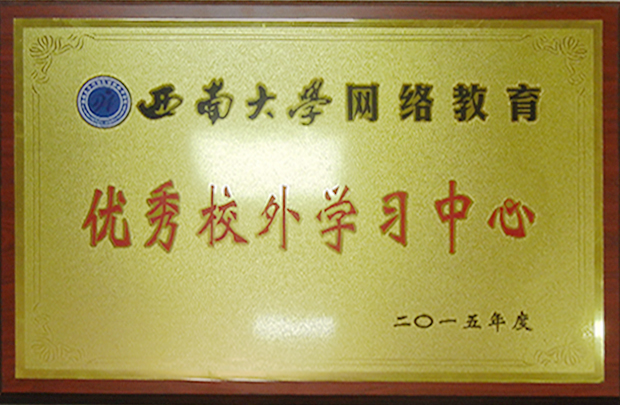 西南大学网络教育
优秀校外学习中心
二〇一五年度